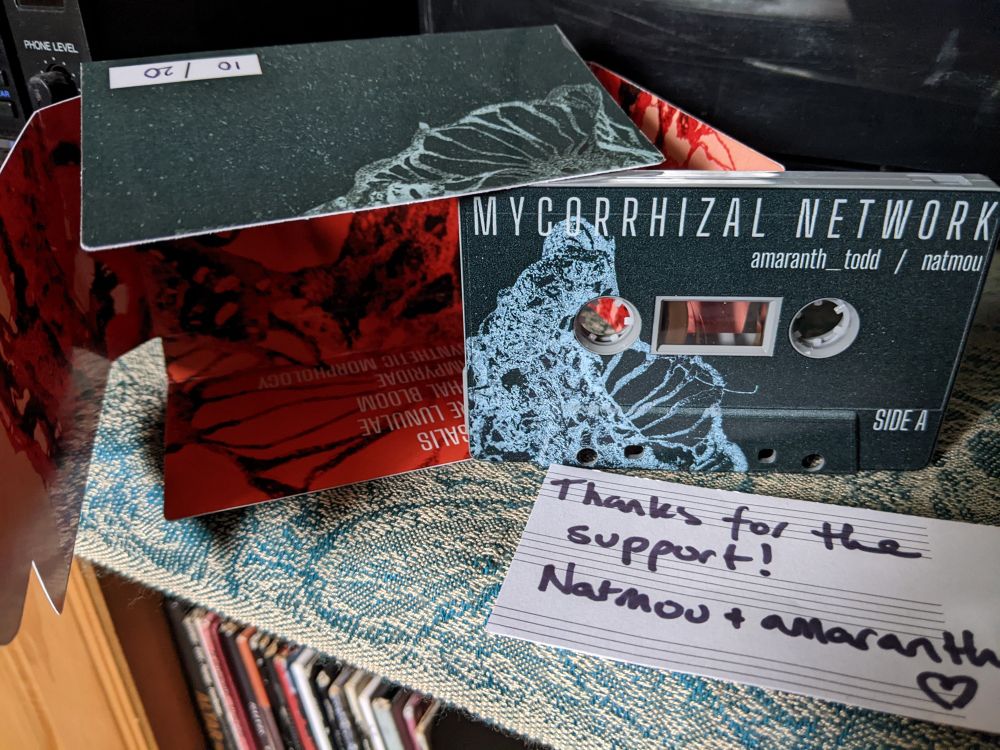 PHONE LEVEL
10 / 20
MYCORRHIZAL NETWORK
amaranth_todd / natmou
SIDE A
SALIS
LUNULAE
HAL BLOOM
MPYRIDAE
YNTHETIC MORPHOLOGY
Thanks for the
support!
Natmou + amaranth